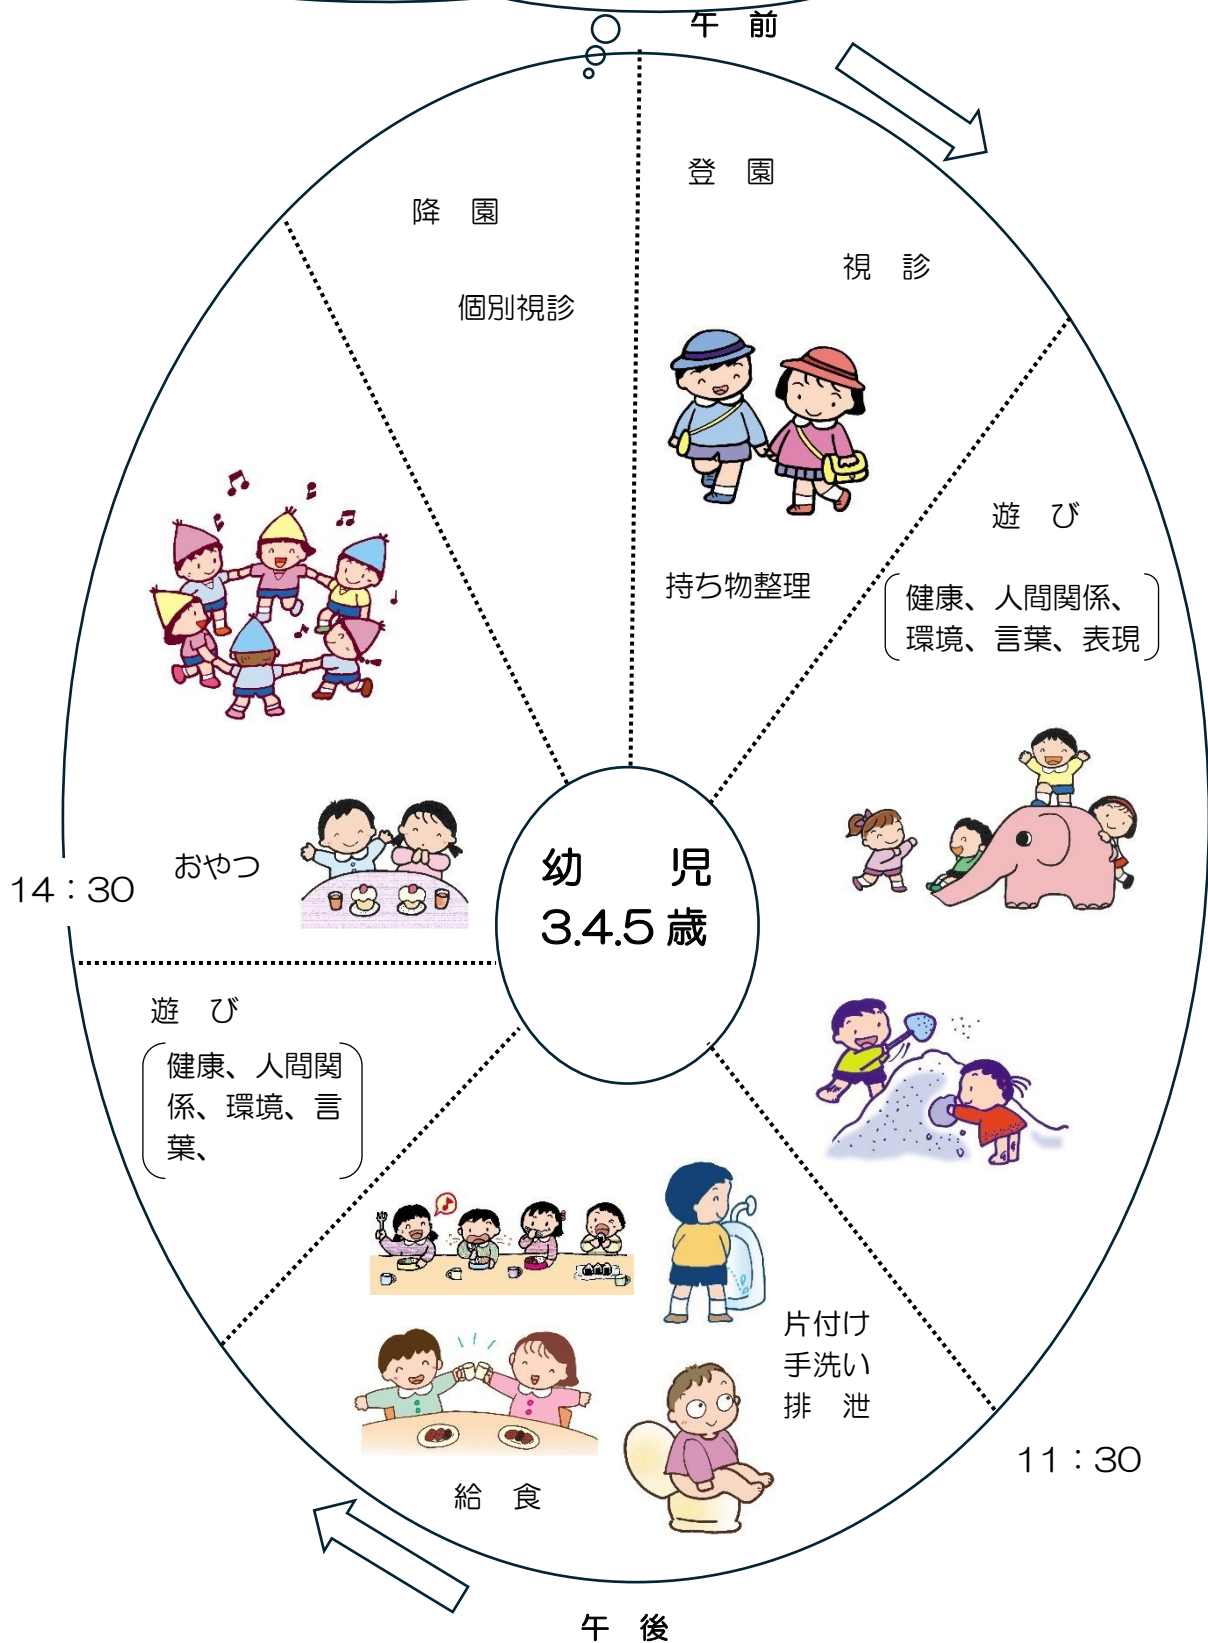 午 前
登 園
視 診
持ち物整理
遊 び
健康、人間関係、
環境、言葉、表現
11：30
片付け
手洗い
排 泄
給 食
午 後
遊 び
健康、人間関
係、環境、言
葉、
14：30
おやつ
降 園
個別視診
幼 児
3.4.5 歳